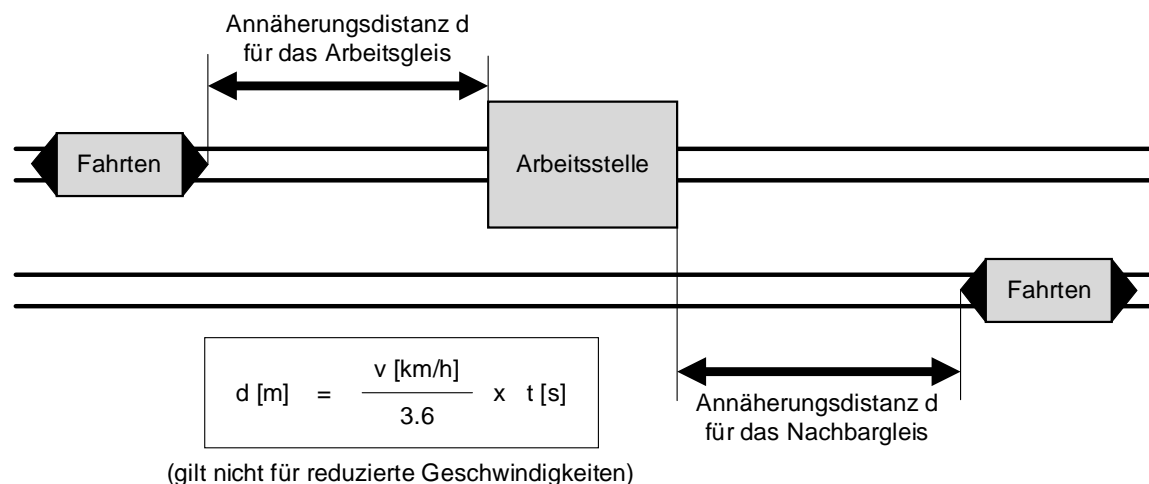 Annäherungsdistanz d
für das Arbeitsgleis
Fahrten
Arbeitsstelle
Fahrten
d [m] = v [km/h] / 3.6 x t [s]
Annäherungsdistanz d
für das Nachbargleis
(gilt nicht für reduzierte Geschwindigkeiten)